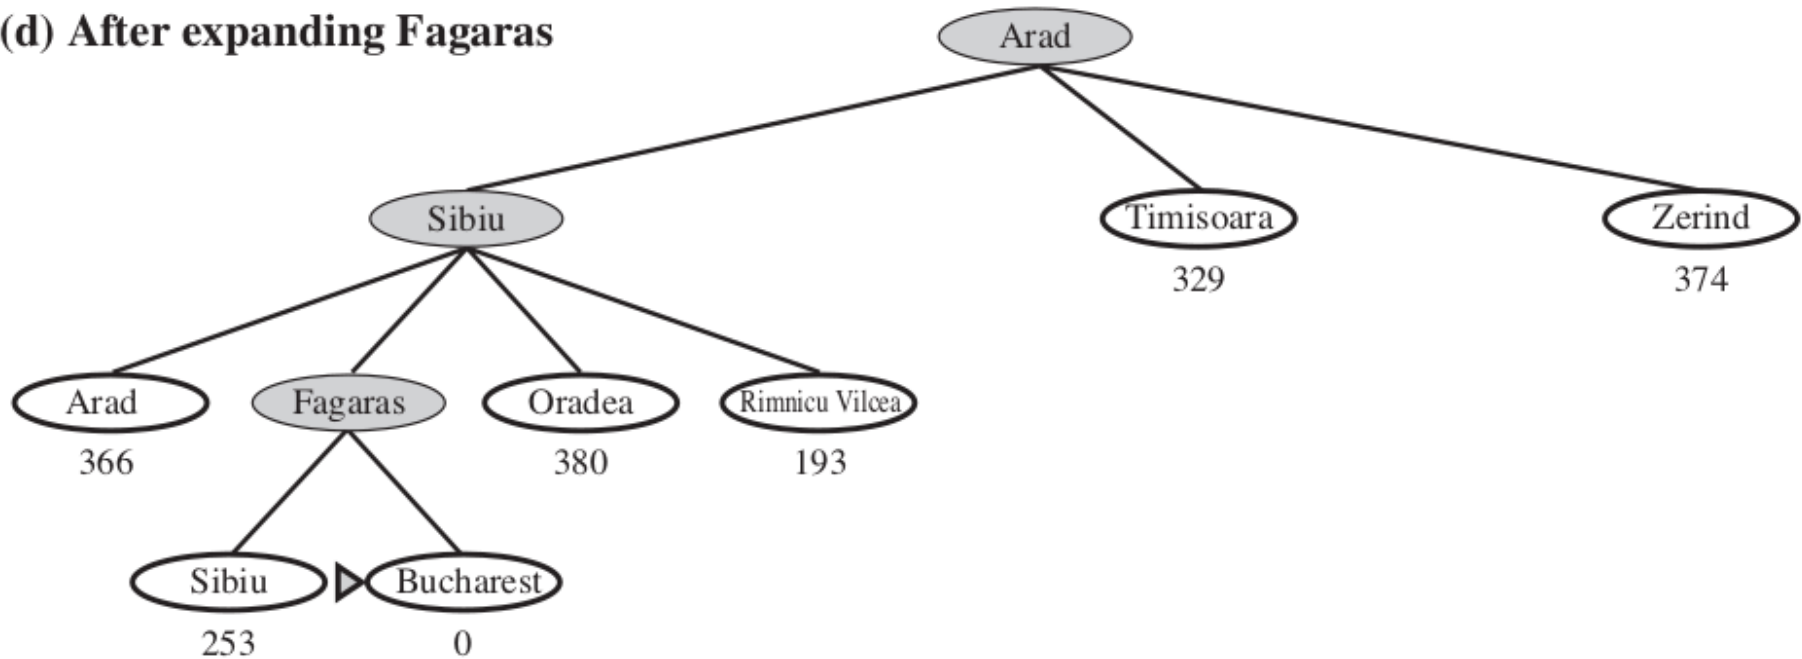 (d) After expanding Fagaras
Arad
Sibiu
Timisoara
Zerind
329
374
Arad
Fagaras
Oradea
Rimnicu Vilcea
366
380
193
Sibiu
Bucharest
253
0